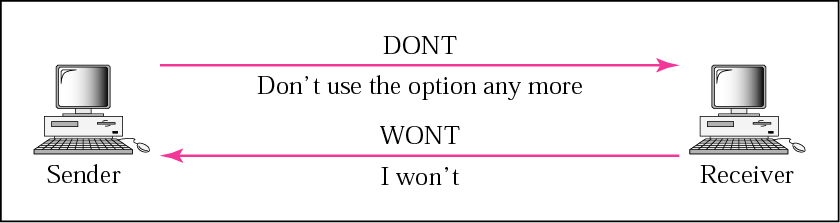 DONT
Don't use the option any more
WONT
I won't
Sender
Receiver